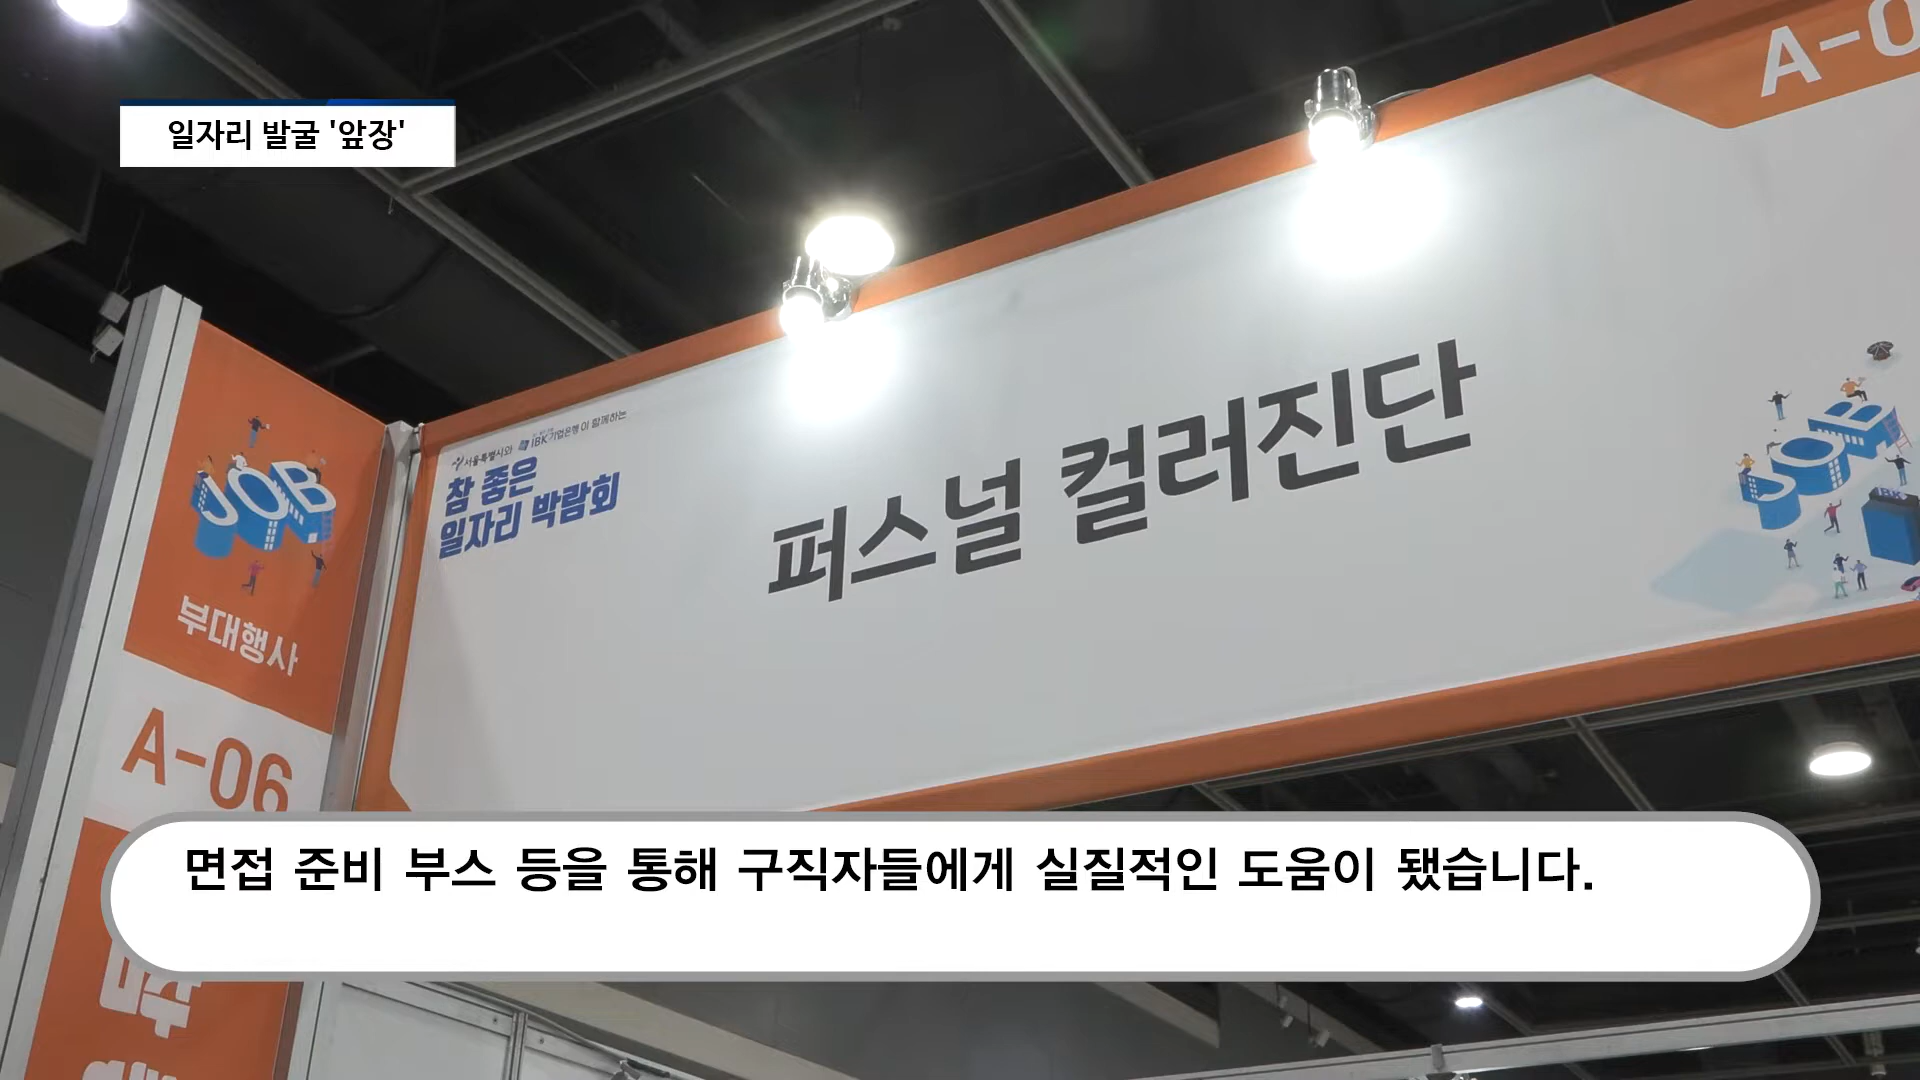 일자리 발굴 '앞장'
A-0
서울특별시와 IBK기업은행이 함께하는
참 좋은
일자리 박람회
퍼스널 컬러진단
JOB
부대행사
A-06
JOB
IBK
면접 준비 부스 등을 통해 구직자들에게 실질적인 도움이 됐습니다.